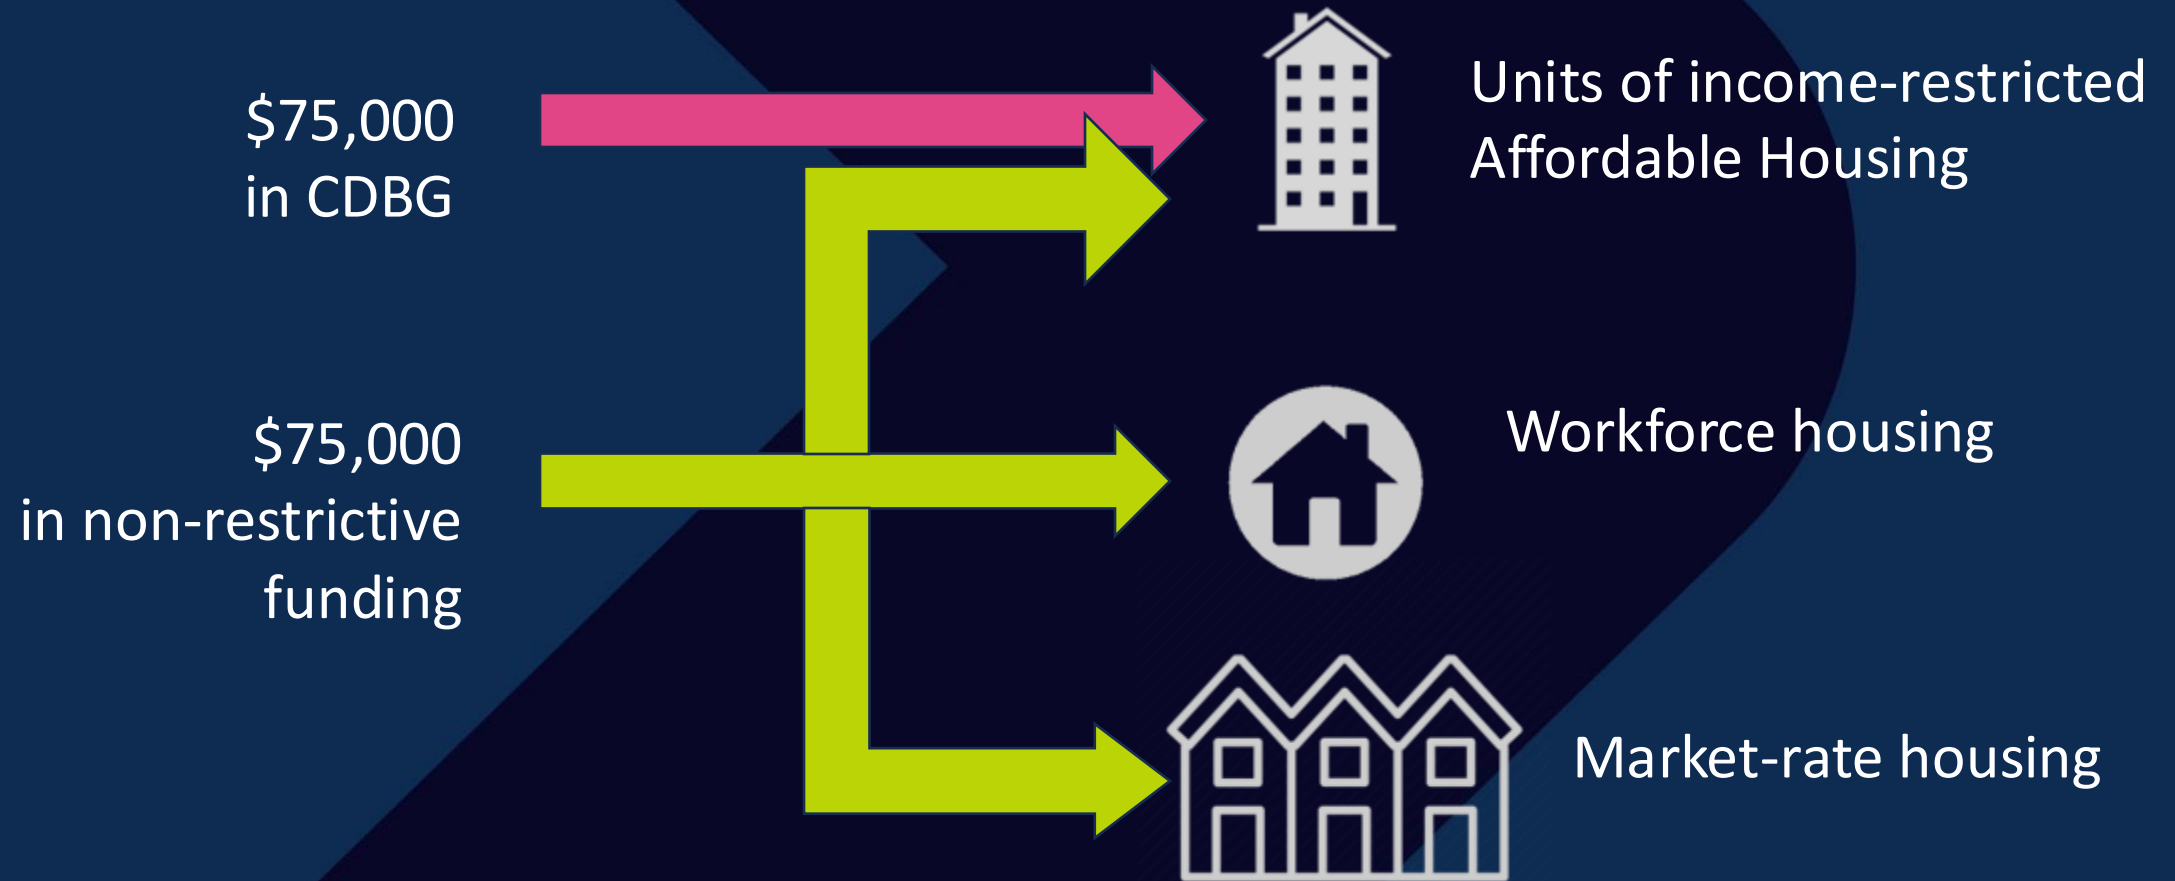 $75,000
in CDBG
Units of income-restricted
Affordable Housing
$75,000
in non-restrictive
funding
Workforce housing
Market-rate housing